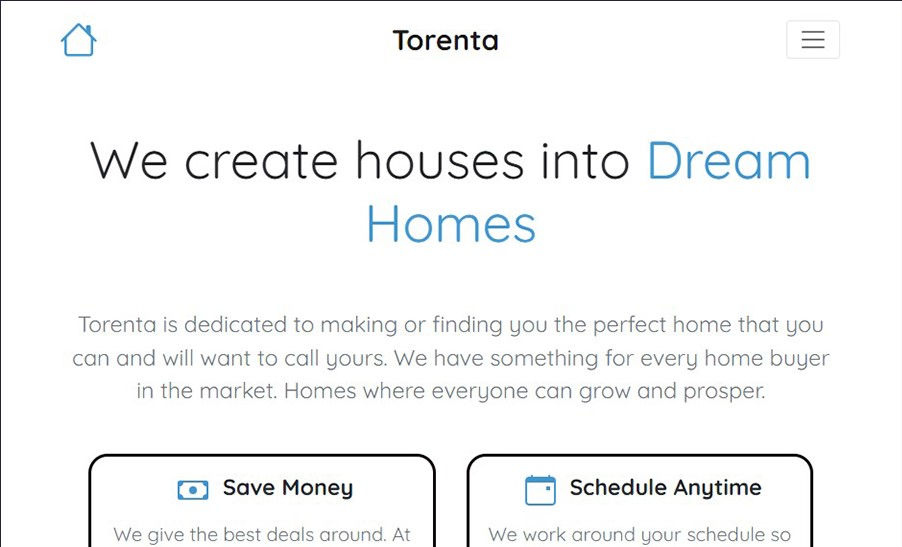 Torenta
We create houses into Dream
Homes
Torenta is dedicated to making or finding you the perfect home that you
can and will want to call yours. We have something for every home buyer
in the market. Homes where everyone can grow and prosper.
Save Money
We give the best deals around. At
Schedule Anytime
We work around your schedule so